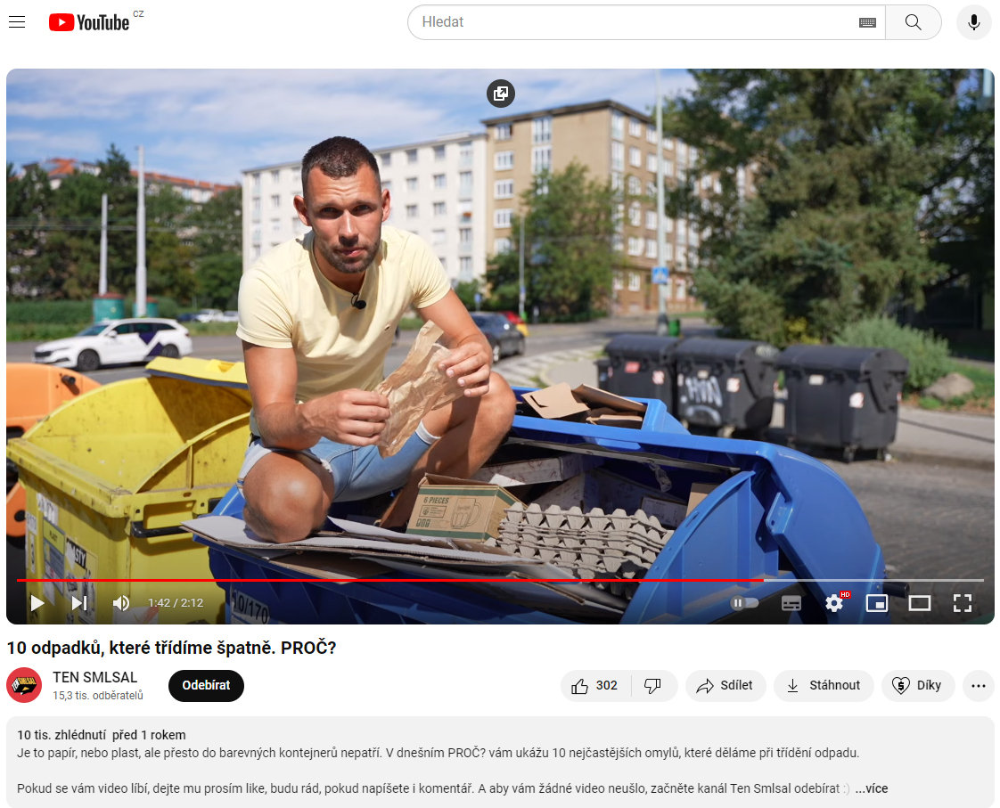 YouTube CZ
Hledat
PLAST
6 PIECES
10/170
1:42 / 2:12
HD
10 odpadků, které třídíme špatně. PROČ?
TEN SMLSAL
15,3 tis. odběratelů
Odebírat
302
Sdílet
Stáhnout
Díky
10 tis. zhlédnutí před 1 rokem
Je to papír, nebo plast, ale přesto do barevných kontejnerů nepatří. V dnešním PROČ? vám ukážu 10 nejčastějších omylů, které děláme při třídění odpadu.
Pokud se vám video líbí, dejte mu prosím like, budu rád, pokud napíšete i komentář. A aby vám žádné video neušlo, začněte kanál Ten Smlsal odebírat :) ...více